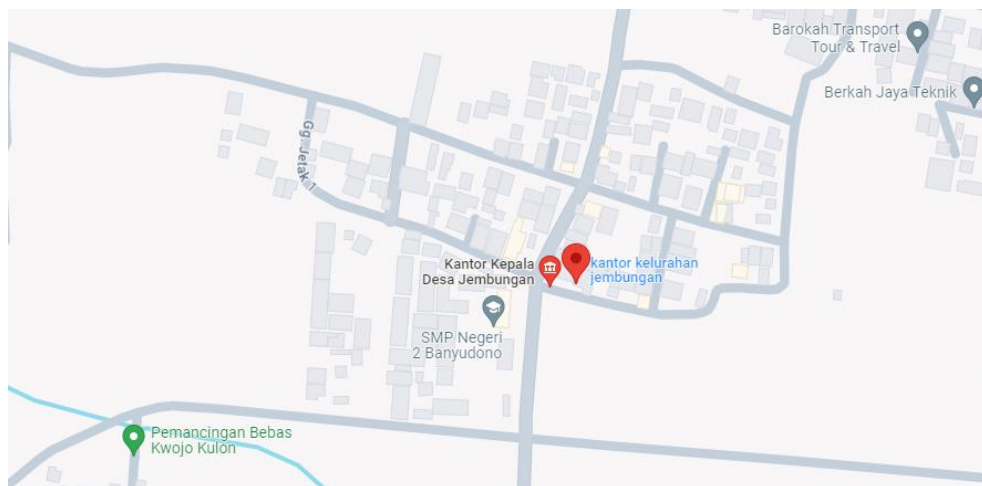 Barokah Transport
Tour & Travel
Berkah Jaya Teknik
Gg. Jetak 1
Kantor Kepala
Desa Jembungan
kantor kelurahan
jembungan
SMP Negeri
2 Banyudono
Pemancingan Bebas
Kwojo Kulon